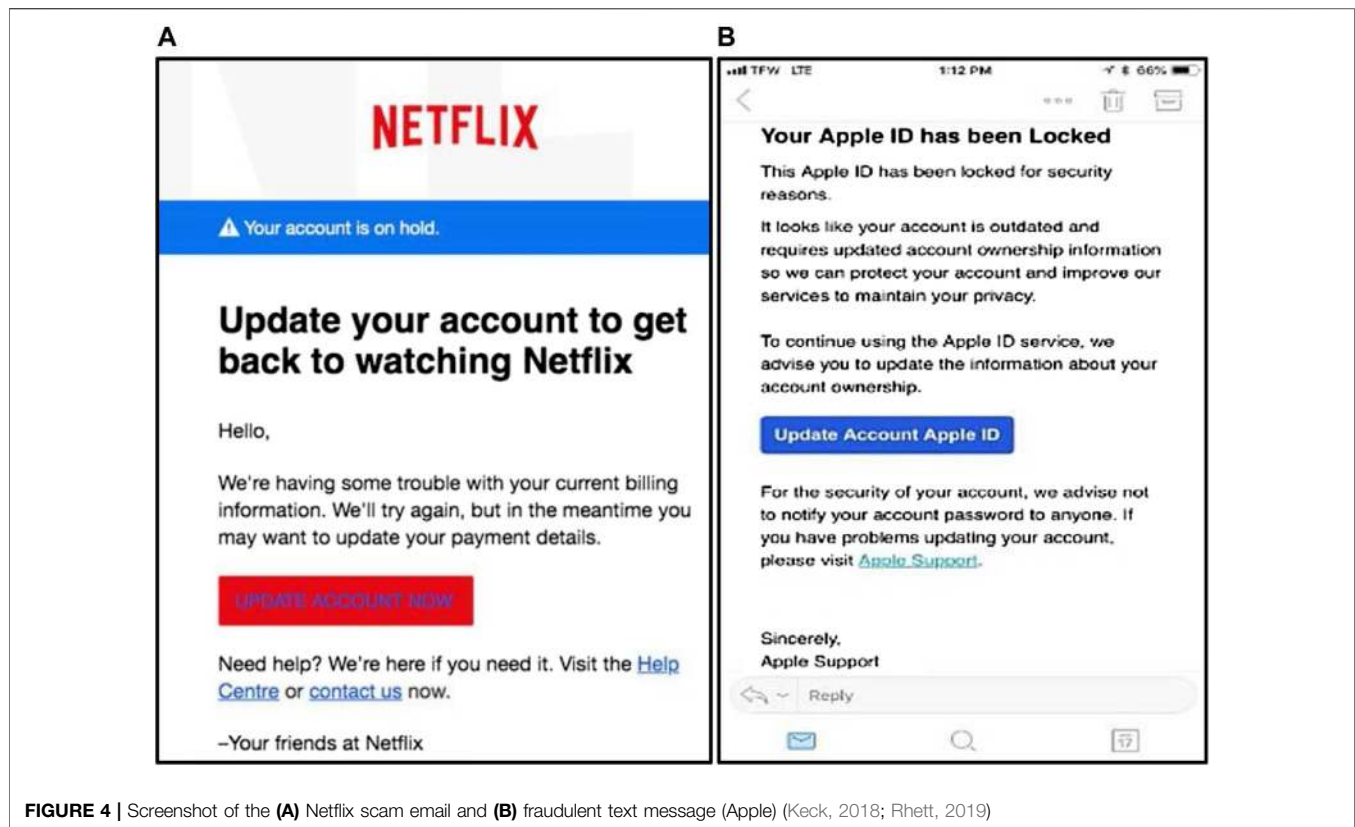 A
NETFLIX
Your account is on hold.
Update your account to get
back to watching Netflix
Hello,
We're having some trouble with your current billing
information. We'll try again, but in the meantime you
may want to update your payment details.
UPDATE ACCOUNT NOW
Need help? We're here if you need it. Visit the Help
Centre or contact us now.
–Your friends at Netflix
B
TFW LTE 1:12 PM 66%
Your Apple ID has been Locked
This Apple ID has been locked for security
reasons.
It looks like your account is outdated and
requires updated account ownership information
so we can protect your account and improve our
services to maintain your privacy.
To continue using the Apple ID service, we
advise you to update the information about your
account ownership.
Update Account Apple ID
For the security of your account, we advise not
to notify your account password to anyone. If
you have problems updating your account,
please visit Apple Support.
Sincerely,
Apple Support
Reply
17
FIGURE 4 | Screenshot of the (A) Netflix scam email and (B) fraudulent text message (Apple) (Keck, 2018; Rhett, 2019)